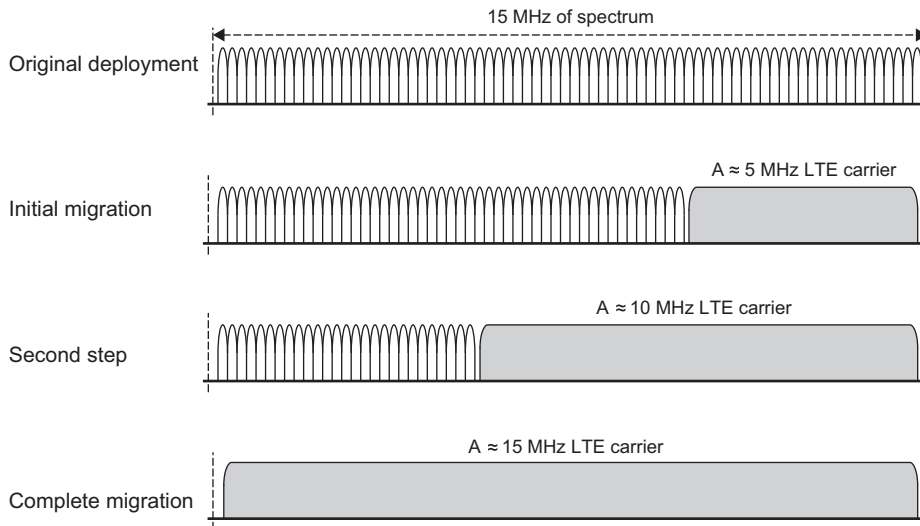 15 MHz of spectrum
Original deployment
A ≈ 5 MHz LTE carrier
Initial migration
A ≈ 10 MHz LTE carrier
Second step
A ≈ 15 MHz LTE carrier
Complete migration